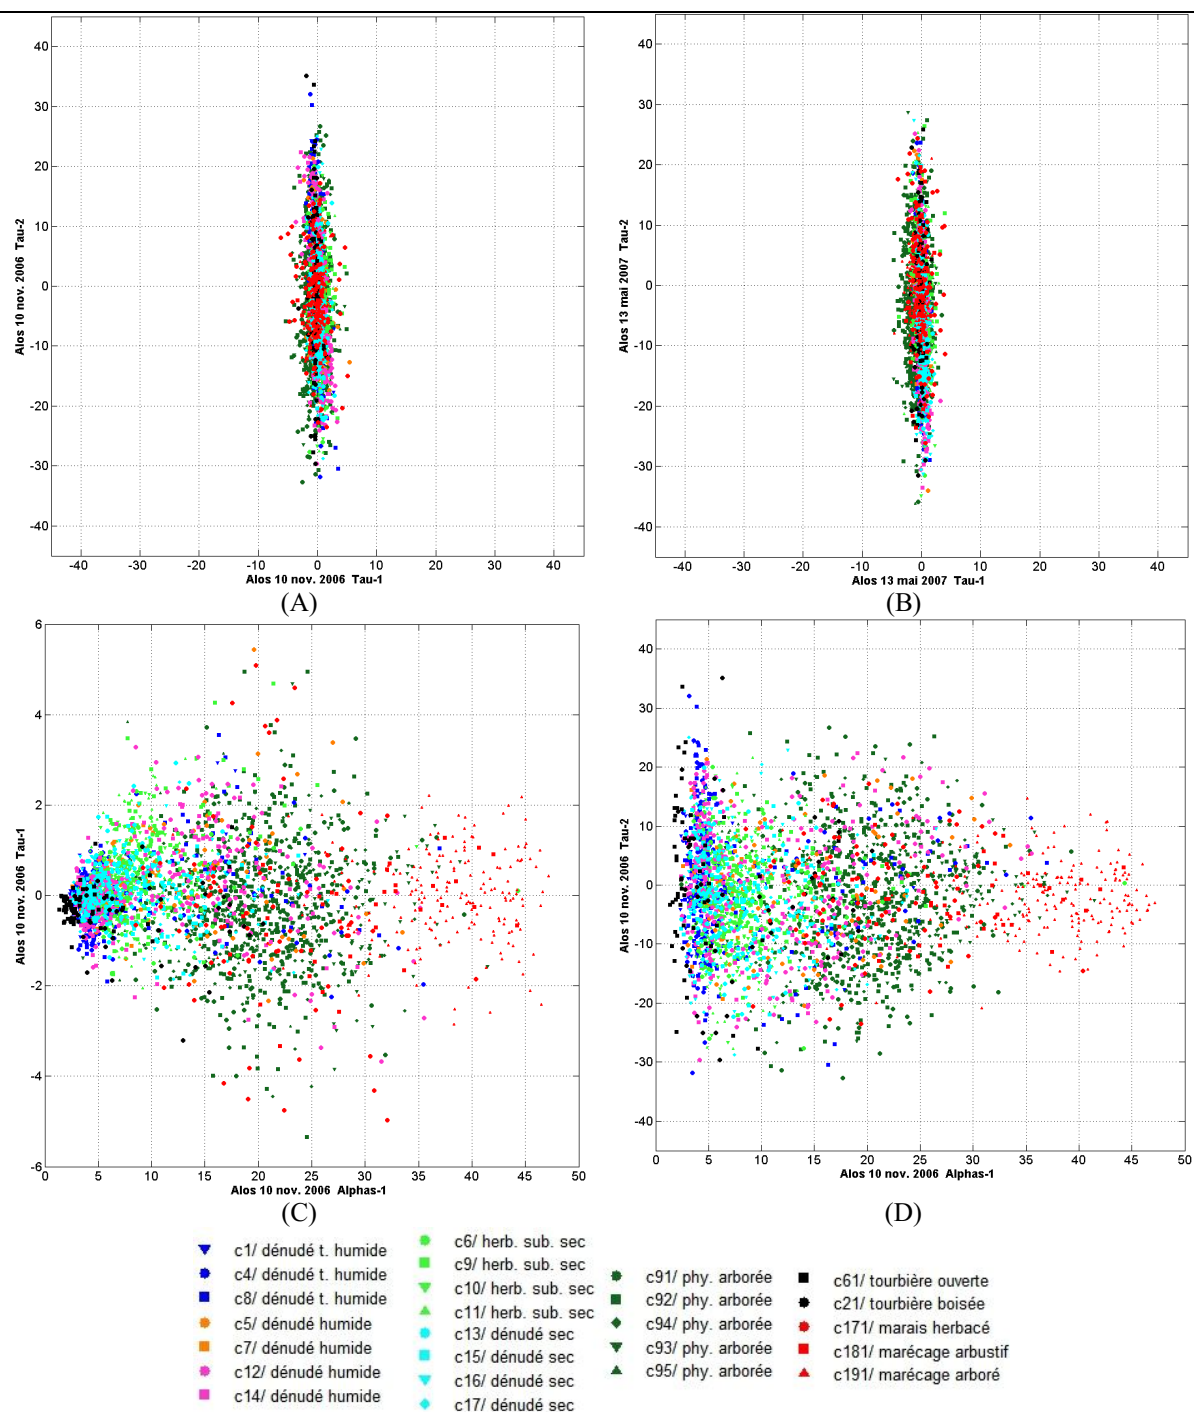 40
30
20
10
0
-10
-20
-30
-40
Alos 10 nov. 2006 Tau-2
-40 -30 -20 -10 0 10 20 30 40
Alos 10 nov. 2006 Tau-1
(A)
40
30
20
10
0
-10
-20
-30
-40
Alos 13 mai 2007 Tau-2
-40 -30 -20 -10 0 10 20 30 40
Alos 13 mai 2007 Tau-1
(B)
6
4
2
0
-2
-4
-6
Alos 10 nov. 2006 Tau-1
0 5 10 15 20 25 30 35 40 45 50
Alos 10 nov. 2006 Alphas-1
(C)
40
30
20
10
0
-10
-20
-30
-40
Alos 10 nov. 2006 Tau-2
0 5 10 15 20 25 30 35 40 45 50
Alos 10 nov. 2006 Alphas-1
(D)
c1/ dénudé t. humide
c4/ dénudé t. humide
c8/ dénudé t. humide
c5/ dénudé humide
c7/ dénudé humide
c12/ dénudé humide
c14/ dénudé humide
c6/ herb. sub. sec
c9/ herb. sub. sec
c10/ herb. sub. sec
c11/ herb. sub. sec
c13/ dénudé sec
c15/ dénudé sec
c16/ dénudé sec
c17/ dénudé sec
c91/ phy. arborée
c92/ phy. arborée
c94/ phy. arborée
c93/ phy. arborée
c95/ phy. arborée
c61/ tourbière ouverte
c21/ tourbière boisée
c171/ marais herbacé
c181/ marécage arbustif
c191/ marécage arboré